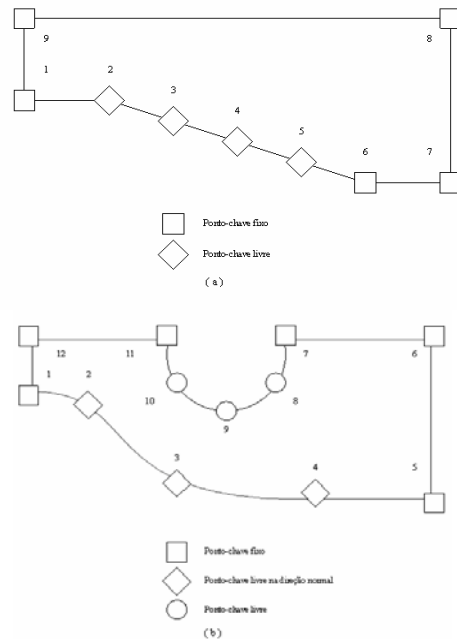 9 8
1 2
3
4
5
6 7
Ponto-chave fixo
Ponto-chave livre
( a )
12 11 7 6
1 2
10 8
9
3 4 5
Ponto-chave fixo
Ponto-chave livre na direção normal
Ponto-chave livre
( b )